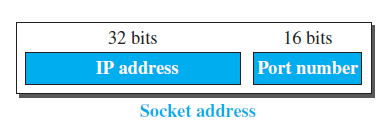 32 bits 16 bits
IP address Port number
Socket address